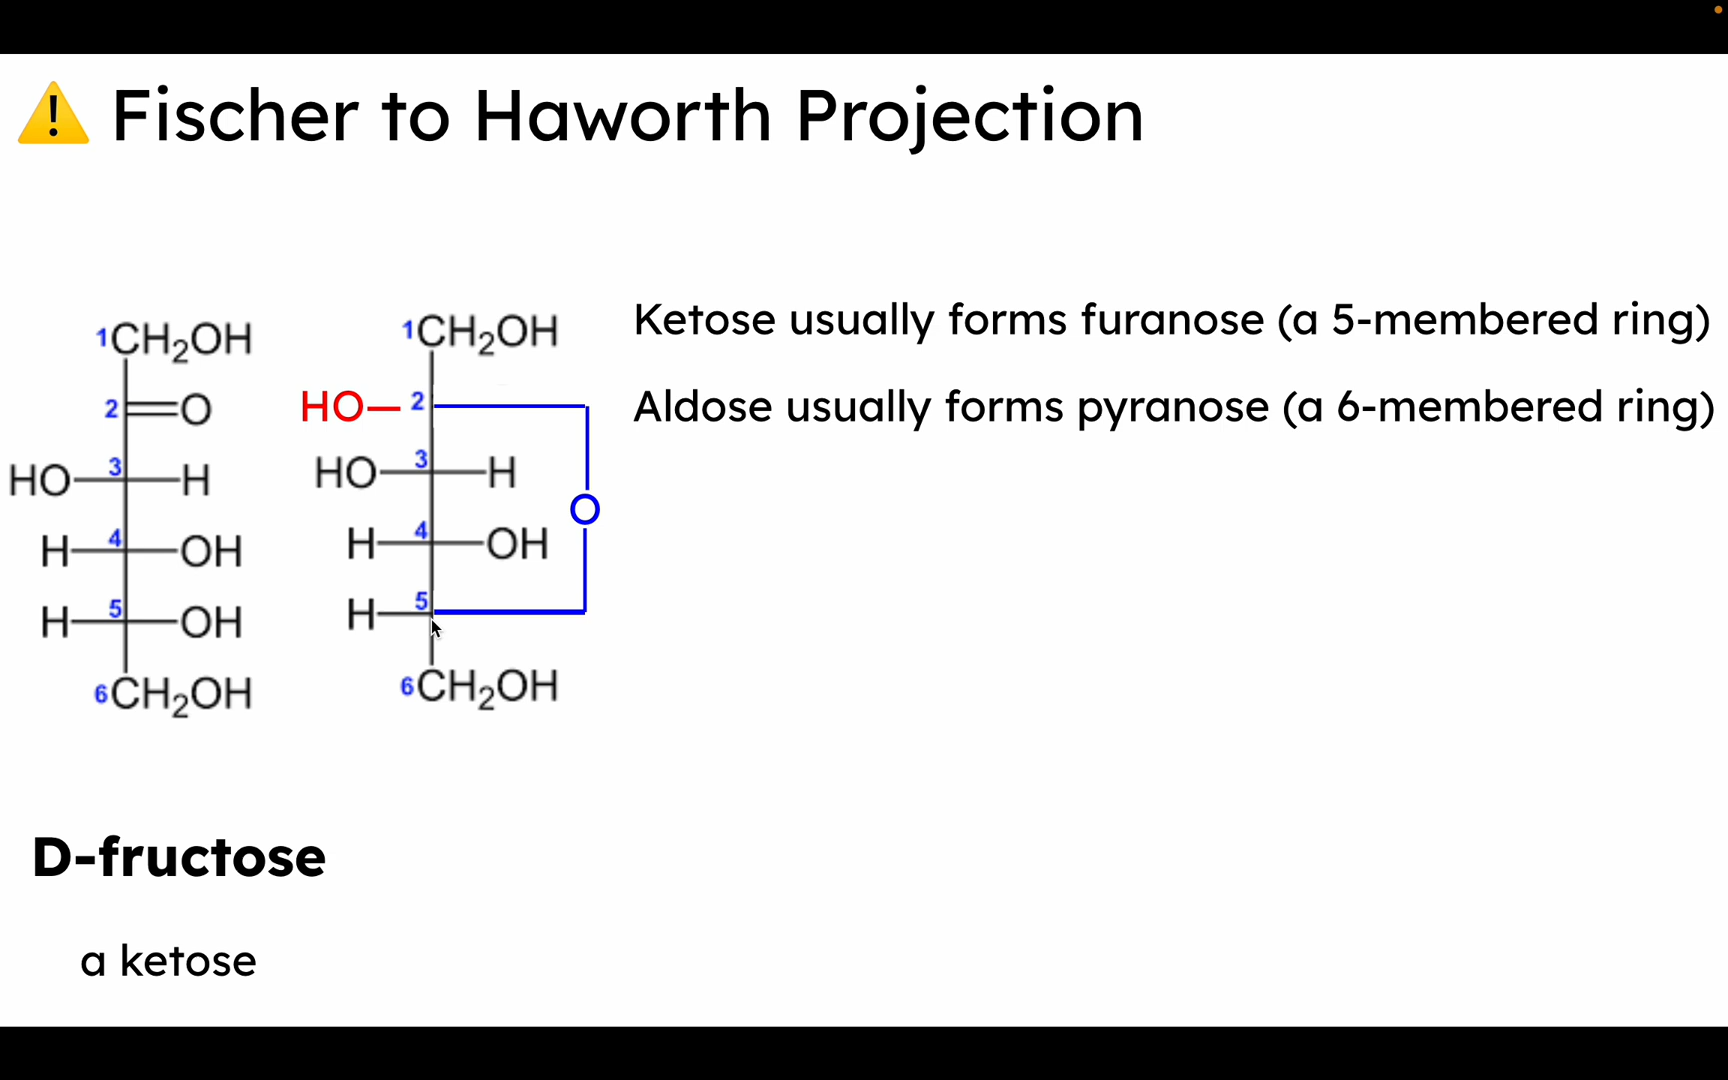 ⚠️ Fischer to Haworth Projection
1CH₂OH
2 O
HO 3 H
H 4 OH
H 5 OH
6CH₂OH
1CH₂OH
HO 2
HO 3 H
H 4 OH
O
H 5
6CH₂OH
Ketose usually forms furanose (a 5-membered ring)
Aldose usually forms pyranose (a 6-membered ring)
D-fructose
a ketose